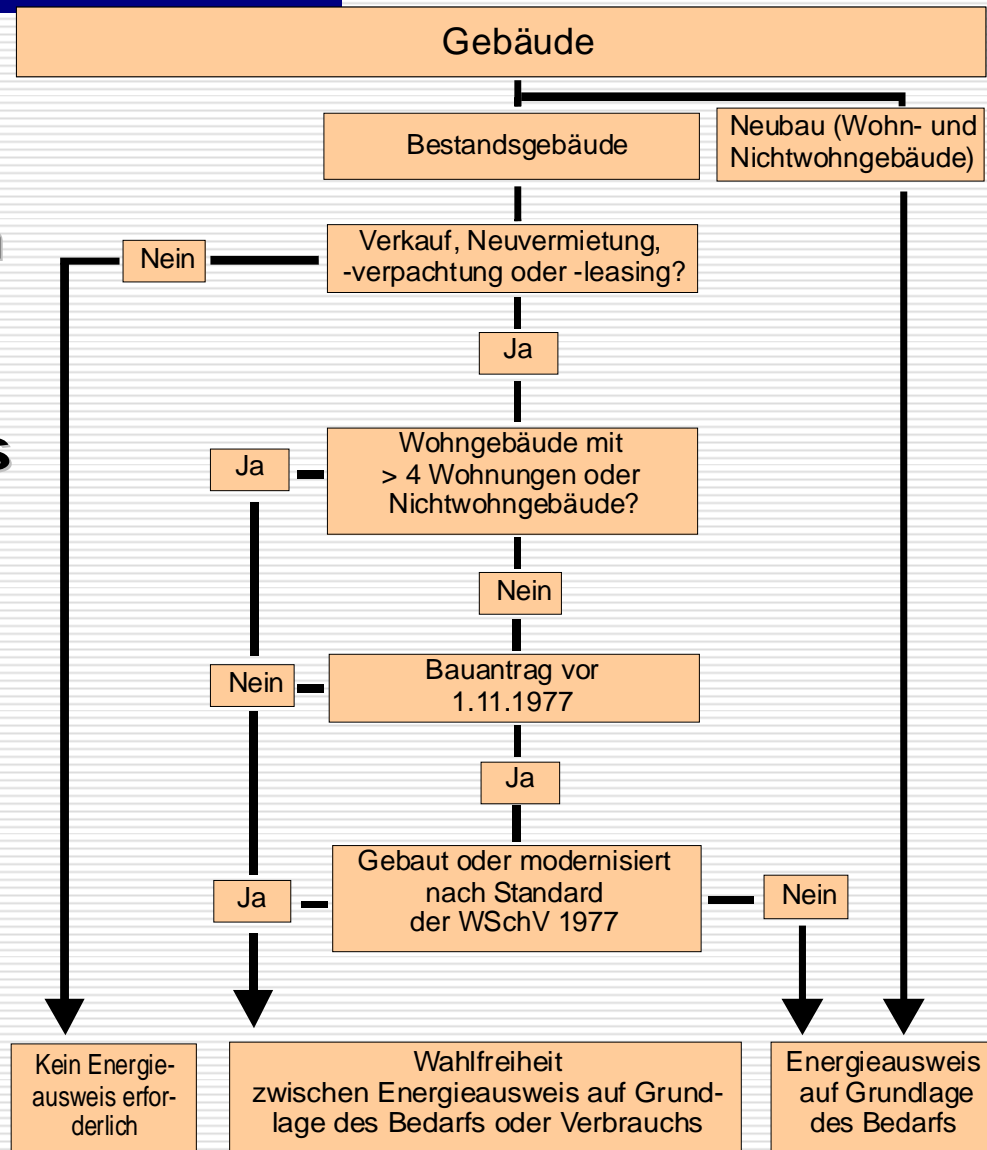 Gebäude
Bestandsgebäude
Neubau (Wohn- und
Nichtwohngebäude)
Verkauf, Neuvermietung,
-verpachtung oder -leasing?
Nein
Ja
Wohngebäude mit
> 4 Wohnungen oder
Nichtwohngebäude?
Ja
Nein
Bauantrag vor
1.11.1977
Nein
Ja
Gebaut oder modernisiert
nach Standard
der WSchV 1977
Ja
Nein
Kein Energie-
ausweis erfor-
derlich
Wahlfreiheit
zwischen Energieausweis auf Grund-
lage des Bedarfs oder Verbrauchs
Energieausweis
auf Grundlage
des Bedarfs